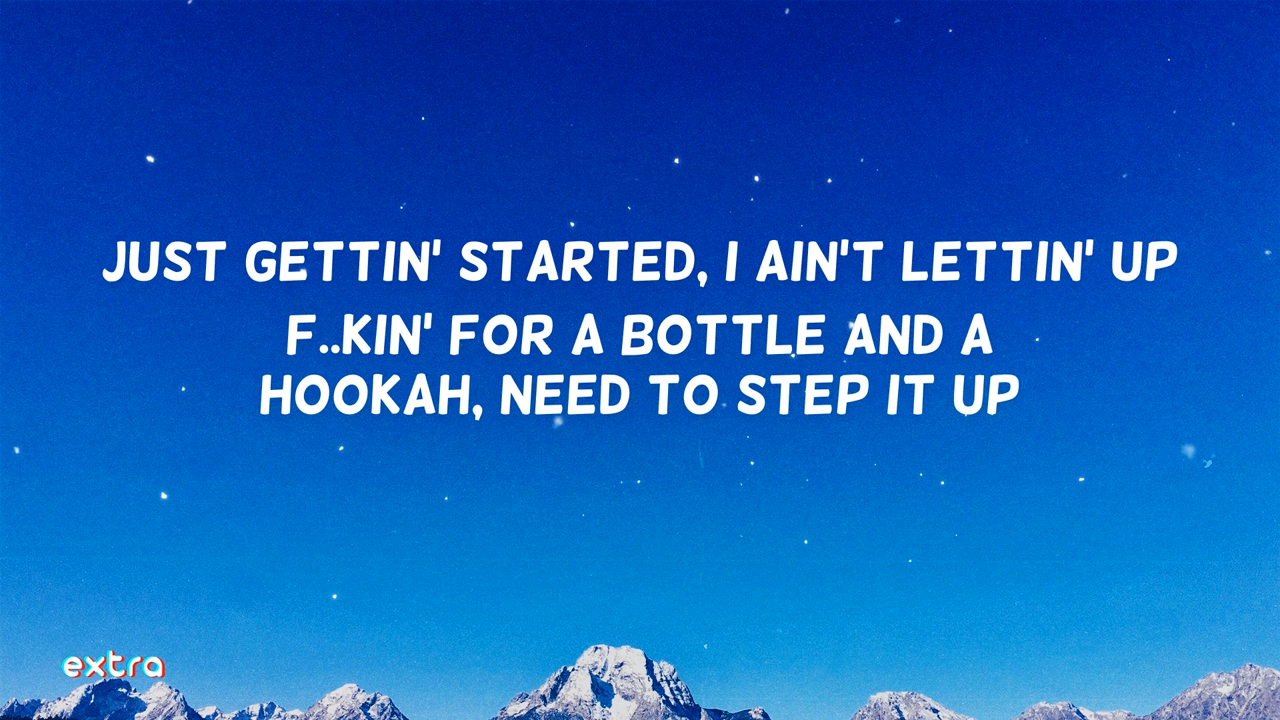 JUST GETTIN' STARTED, I AIN'T LETTIN' UP
F..KIN' FOR A BOTTLE AND A
HOOKAH, NEED TO STEP IT UP
extra